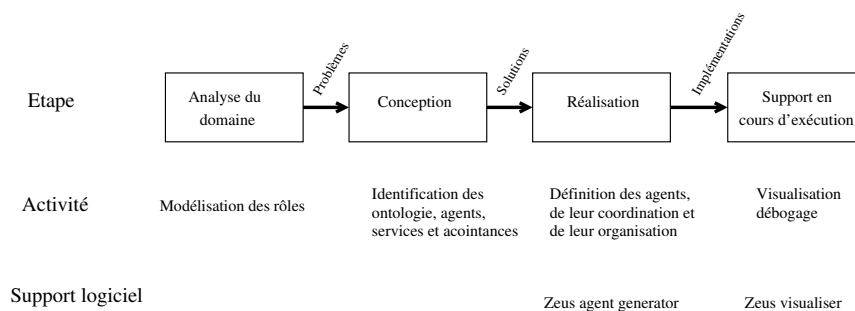 Etape
Analyse du
domaine
Problèmes
Conception
Solutions
Réalisation
Implémentations
Support en
cours d'exécution
Activité
Modélisation des rôles
Identification des
ontologie, agents,
services et acointances
Définition des agents,
de leur coordination et
de leur organisation
Visualisation
débogage
Support logiciel
Zeus agent generator
Zeus visualiser